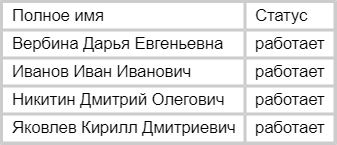 Полное имя Статус
Вербина Дарья Евгеньевна работает
Иванов Иван Иванович работает
Никитин Дмитрий Олегович работает
Яковлев Кирилл Дмитриевич работает